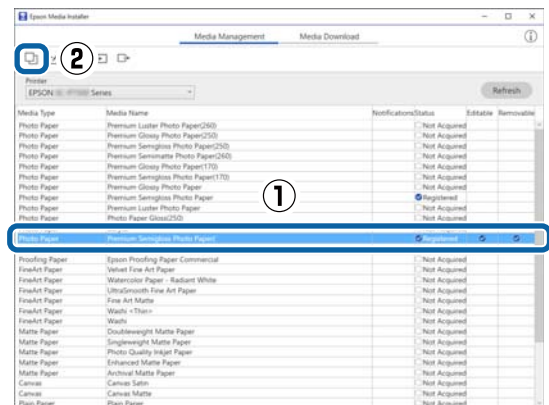 Epson Media Installer
Media Management Media Download
②
Printer
EPSON Series
Refresh
Media Type Media Name Notifications Status Editable Removable
Photo Paper Premium Luster Photo Paper(260) Not Acquired
Photo Paper Premium Glossy Photo Paper(250) Not Acquired
Photo Paper Premium Semigloss Photo Paper(250) Not Acquired
Photo Paper Premium Semimatte Photo Paper(260) Not Acquired
Photo Paper Premium Glossy Photo Paper(170) Not Acquired
Photo Paper Premium Semigloss Photo Paper(170) Not Acquired
Photo Paper Premium Glossy Photo Paper Not Acquired
Photo Paper Premium Semigloss Photo Paper Registered
Photo Paper Premium Luster Photo Paper Not Acquired
Photo Paper Photo Paper Gloss(250) Not Acquired
①
Photo Paper Premium Semigloss Photo Paper( Registered
Proofing Paper Epson Proofing Paper Commercial Not Acquired
FineArt Paper Velvet Fine Art Paper Not Acquired
FineArt Paper Watercolor Paper - Radiant White Not Acquired
FineArt Paper UltraSmooth Fine Art Paper Not Acquired
FineArt Paper Fine Art Matte Not Acquired
FineArt Paper Washi <Thin> Not Acquired
FineArt Paper Washi Not Acquired
Matte Paper Doubleweight Matte Paper Not Acquired
Matte Paper Singleweight Matte Paper Not Acquired
Matte Paper Photo Quality Inkjet Paper Not Acquired
Matte Paper Enhanced Matte Paper Not Acquired
Matte Paper Archival Matte Paper Not Acquired
Canvas Canvas Satin Not Acquired
Canvas Canvas Matte Not Acquired
Plain Paper Plain Paper Not Acquired